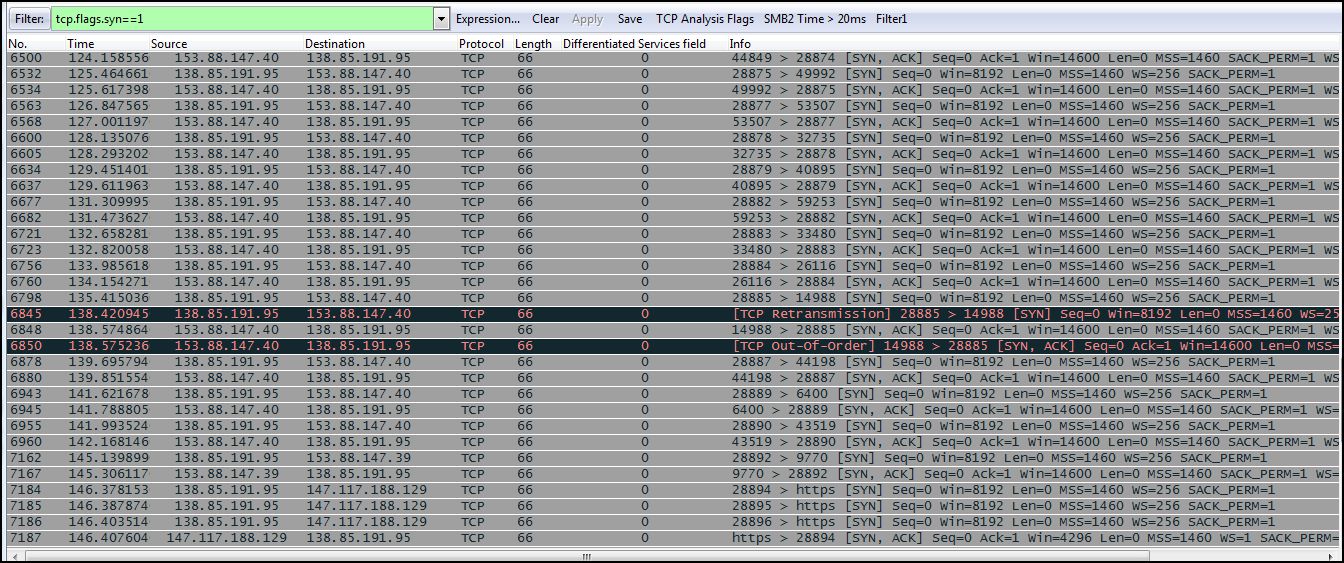 Filter: tcp.flags.syn==1 Expression... Clear Apply Save TCP Analysis Flags SMB2 Time > 20ms Filter1
No. Time Source Destination Protocol Length Differentiated Services field Info
6500 124.158556 153.88.147.40 138.85.191.95 TCP 66 0 44849 > 28874 [SYN, ACK] Seq=0 Ack=1 Win=14600 Len=0 MSS=1460 SACK_PERM=1 WS
6532 125.464661 138.85.191.95 153.88.147.40 TCP 66 0 28875 > 49992 [SYN] Seq=0 Win=8192 Len=0 MSS=1460 WS=256 SACK_PERM=1
6534 125.617398 153.88.147.40 138.85.191.95 TCP 66 0 49992 > 28875 [SYN, ACK] Seq=0 Ack=1 Win=14600 Len=0 MSS=1460 SACK_PERM=1 WS
6563 126.847565 138.85.191.95 153.88.147.40 TCP 66 0 28877 > 53507 [SYN] Seq=0 Win=8192 Len=0 MSS=1460 WS=256 SACK_PERM=1
6568 127.001197 153.88.147.40 138.85.191.95 TCP 66 0 53507 > 28877 [SYN, ACK] Seq=0 Ack=1 Win=14600 Len=0 MSS=1460 SACK_PERM=1 WS
6600 128.135076 138.85.191.95 153.88.147.40 TCP 66 0 28878 > 32735 [SYN] Seq=0 Win=8192 Len=0 MSS=1460 WS=256 SACK_PERM=1
6605 128.293202 153.88.147.40 138.85.191.95 TCP 66 0 32735 > 28878 [SYN, ACK] Seq=0 Ack=1 Win=14600 Len=0 MSS=1460 SACK_PERM=1 WS
6634 129.451401 138.85.191.95 153.88.147.40 TCP 66 0 28879 > 40895 [SYN] Seq=0 Win=8192 Len=0 MSS=1460 WS=256 SACK_PERM=1
6637 129.611963 153.88.147.40 138.85.191.95 TCP 66 0 40895 > 28879 [SYN, ACK] Seq=0 Ack=1 Win=14600 Len=0 MSS=1460 SACK_PERM=1 WS
6677 131.309995 138.85.191.95 153.88.147.40 TCP 66 0 28882 > 59253 [SYN] Seq=0 Win=8192 Len=0 MSS=1460 WS=256 SACK_PERM=1
6682 131.473627 153.88.147.40 138.85.191.95 TCP 66 0 59253 > 28882 [SYN, ACK] Seq=0 Ack=1 Win=14600 Len=0 MSS=1460 SACK_PERM=1 WS
6721 132.658281 138.85.191.95 153.88.147.40 TCP 66 0 28883 > 33480 [SYN] Seq=0 Win=8192 Len=0 MSS=1460 WS=256 SACK_PERM=1
6723 132.820058 153.88.147.40 138.85.191.95 TCP 66 0 33480 > 28883 [SYN, ACK] Seq=0 Ack=1 Win=14600 Len=0 MSS=1460 SACK_PERM=1 WS
6756 133.985618 138.85.191.95 153.88.147.40 TCP 66 0 28884 > 26116 [SYN] Seq=0 Win=8192 Len=0 MSS=1460 WS=256 SACK_PERM=1
6760 134.154271 153.88.147.40 138.85.191.95 TCP 66 0 26116 > 28884 [SYN, ACK] Seq=0 Ack=1 Win=14600 Len=0 MSS=1460 SACK_PERM=1 WS
6798 135.415036 138.85.191.95 153.88.147.40 TCP 66 0 28885 > 14988 [SYN] Seq=0 Win=8192 Len=0 MSS=1460 WS=256 SACK_PERM=1
6845 138.420945 138.85.191.95 153.88.147.40 TCP 66 0 [TCP Retransmission] 28885 > 14988 [SYN] Seq=0 Win=8192 Len=0 MSS=1460 WS=25
6848 138.574864 153.88.147.40 138.85.191.95 TCP 66 0 14988 > 28885 [SYN, ACK] Seq=0 Ack=1 Win=14600 Len=0 MSS=1460 SACK_PERM=1 WS
6850 138.575236 153.88.147.40 138.85.191.95 TCP 66 0 [TCP Out-Of-Order] 14988 > 28885 [SYN, ACK] Seq=0 Ack=1 Win=14600 Len=0 MSS=
6878 139.695794 138.85.191.95 153.88.147.40 TCP 66 0 28887 > 44198 [SYN] Seq=0 Win=8192 Len=0 MSS=1460 WS=256 SACK_PERM=1
6880 139.851554 153.88.147.40 138.85.191.95 TCP 66 0 44198 > 28887 [SYN, ACK] Seq=0 Ack=1 Win=14600 Len=0 MSS=1460 SACK_PERM=1 WS
6943 141.621678 138.85.191.95 153.88.147.40 TCP 66 0 28889 > 6400 [SYN] Seq=0 Win=8192 Len=0 MSS=1460 WS=256 SACK_PERM=1
6945 141.788805 153.88.147.40 138.85.191.95 TCP 66 0 6400 > 28889 [SYN, ACK] Seq=0 Ack=1 Win=14600 Len=0 MSS=1460 SACK_PERM=1 WS
6955 141.993524 138.85.191.95 153.88.147.40 TCP 66 0 28890 > 43519 [SYN] Seq=0 Win=8192 Len=0 MSS=1460 WS=256 SACK_PERM=1
6960 142.168146 153.88.147.40 138.85.191.95 TCP 66 0 43519 > 28890 [SYN, ACK] Seq=0 Ack=1 Win=14600 Len=0 MSS=1460 SACK_PERM=1 WS
7162 145.139899 138.85.191.95 153.88.147.39 TCP 66 0 28892 > 9770 [SYN] Seq=0 Win=8192 Len=0 MSS=1460 WS=256 SACK_PERM=1
7167 145.306117 153.88.147.39 138.85.191.95 TCP 66 0 9770 > 28892 [SYN, ACK] Seq=0 Ack=1 Win=14600 Len=0 MSS=1460 SACK_PERM=1 WS
7184 146.378153 138.85.191.95 147.117.188.129 TCP 66 0 28894 > https [SYN] Seq=0 Win=8192 Len=0 MSS=1460 WS=256 SACK_PERM=1
7185 146.387874 138.85.191.95 147.117.188.129 TCP 66 0 28895 > https [SYN] Seq=0 Win=8192 Len=0 MSS=1460 WS=256 SACK_PERM=1
7186 146.403514 138.85.191.95 147.117.188.129 TCP 66 0 28896 > https [SYN] Seq=0 Win=8192 Len=0 MSS=1460 WS=256 SACK_PERM=1
7187 146.407604 147.117.188.129 138.85.191.95 TCP 66 0 https > 28894 [SYN, ACK] Seq=0 Ack=1 Win=4296 Len=0 MSS=1460 WS=1 SACK_PERM=